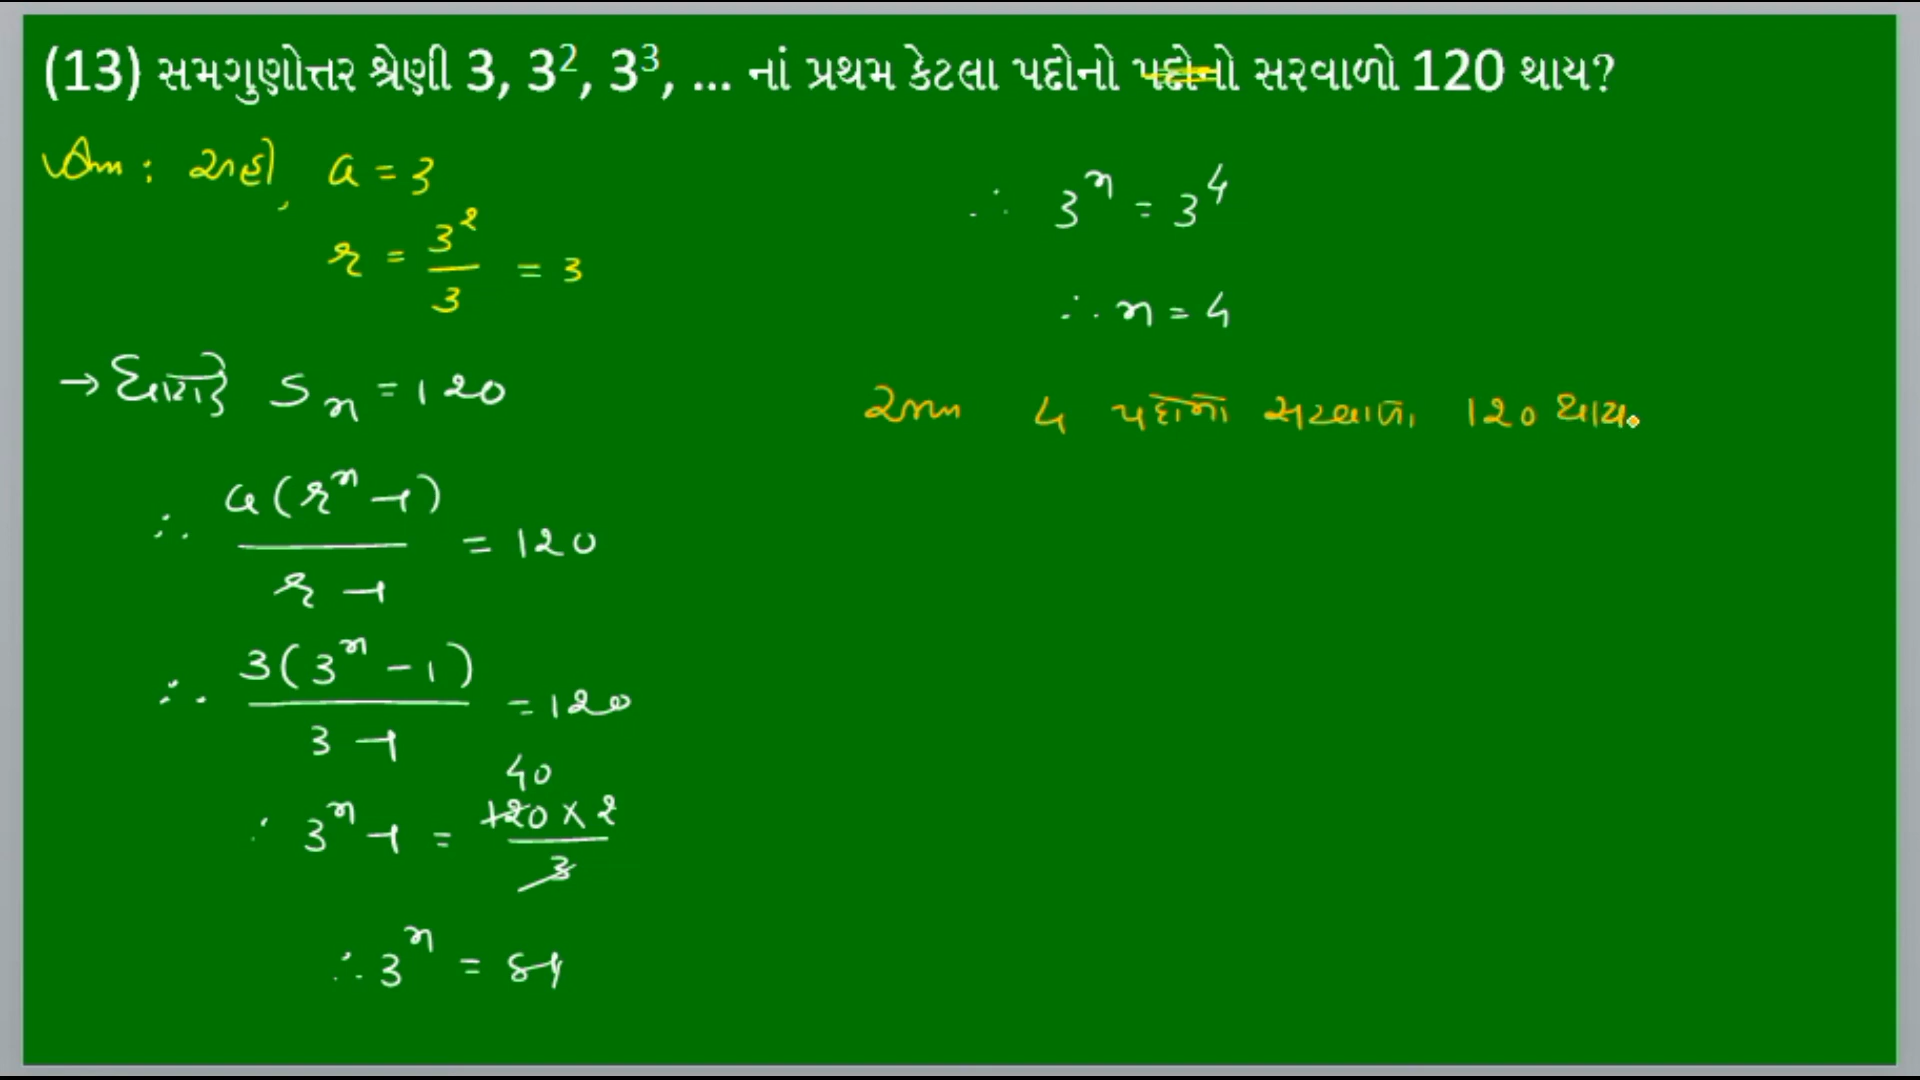 (13) સમગુણોત્તર શ્રેણી 3, 3², 3³, ... નાં પ્રથમ કેટલા પદોનો પદોનો સરવાળો 120 થાય?
Ans : અહીં, a = 3
r = 3²/3 = 3
→ ધારોકે Sn = 120
∴ a(rⁿ-1)/r-1 = 120
∴ 3(3ⁿ-1)/3-1 = 120
40
∴ 3ⁿ-1 = 120×2/3
∴ 3ⁿ = 81
∴ 3ⁿ = 3⁴
∴ n = 4
આમ 4 પદોનો સરવાળો 120 થાય.